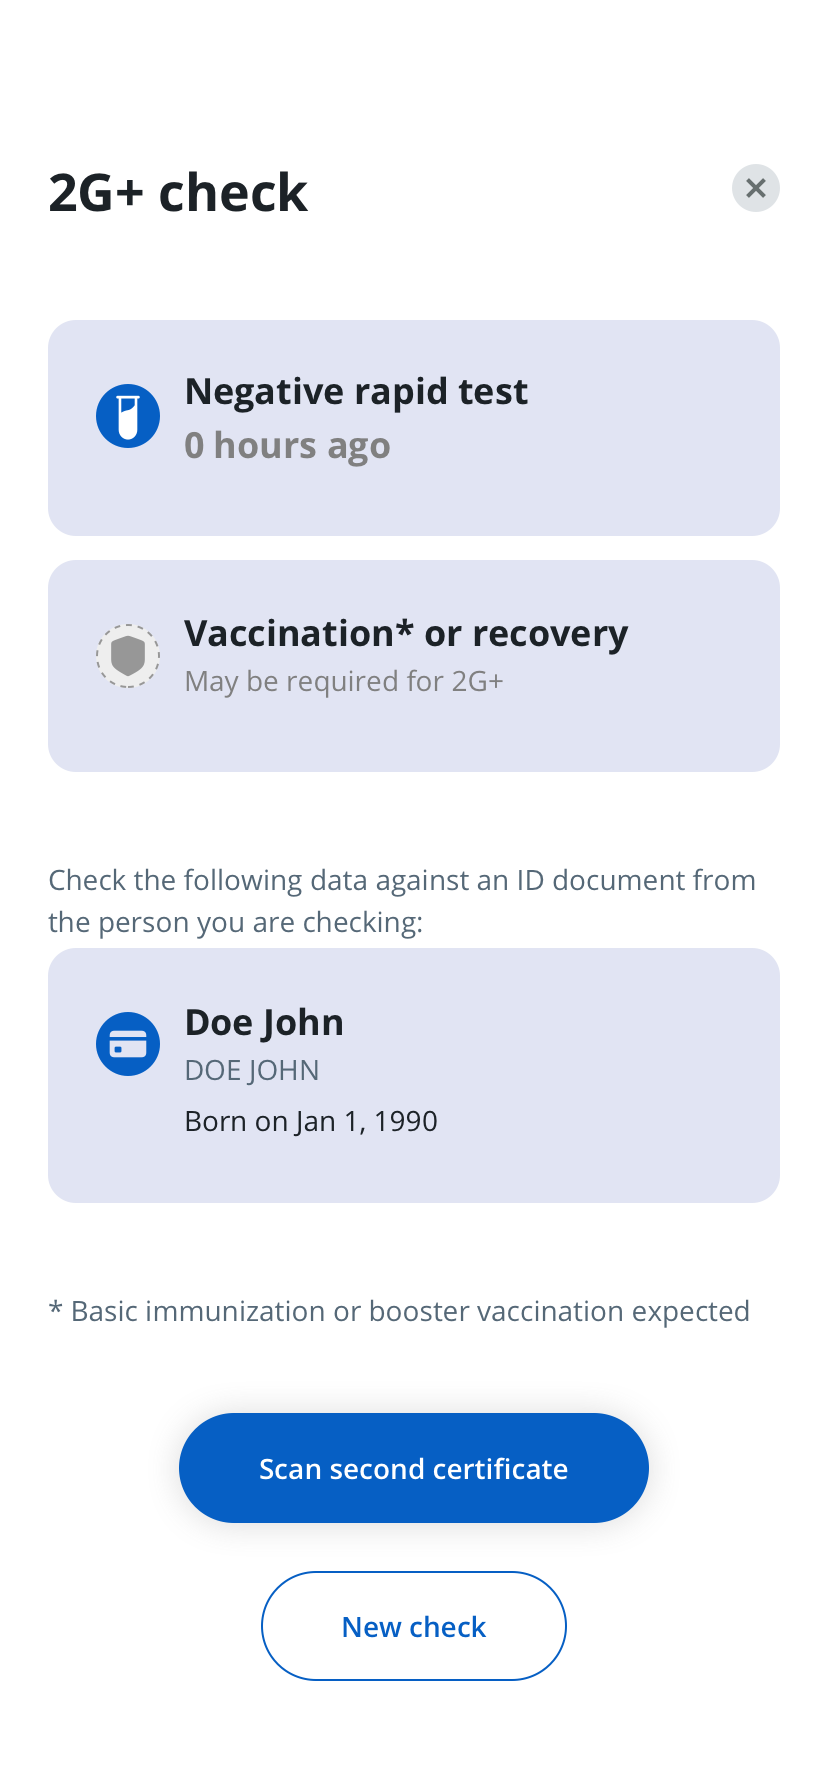 2G+ check
Negative rapid test
0 hours ago
Vaccination* or recovery
May be required for 2G+
Check the following data against an ID document from
the person you are checking:
Doe John
DOE JOHN
Born on Jan 1, 1990
* Basic immunization or booster vaccination expected
Scan second certificate
New check